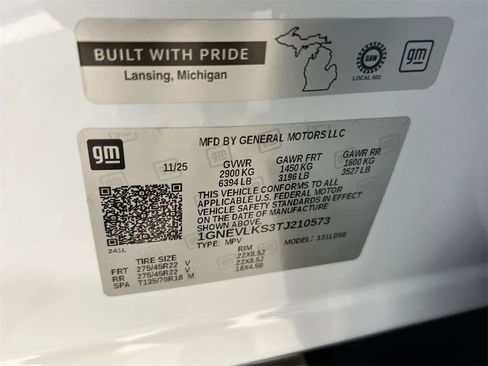 BUILT WITH PRIDE
Lansing, Michigan
UAW
LOCAL 602
gm
gm
MFD BY GENERAL MOTORS LLC
11/25 GVWR GAWR FRT GAWR RR
2900 KG 1450 KG 1600 KG
6394 LB 3196 LB 3527 LB
THIS VEHICLE CONFORMS TO ALL
APPLICABLE U.S. FEDERAL MOTOR
VEHICLE SAFETY STANDARDS IN EFFECT
ON THE DATE OF MANUFACTURE
1GNEVLKS3TJ210573
TYPE: MPV MODEL: 331LD56
241L
TIRE SIZE RIM
FRT 275/45R22 V 22X8.5J
RR 275/45R22 V 22X8.5J
SPA T135/70R18 M 18X4.5B